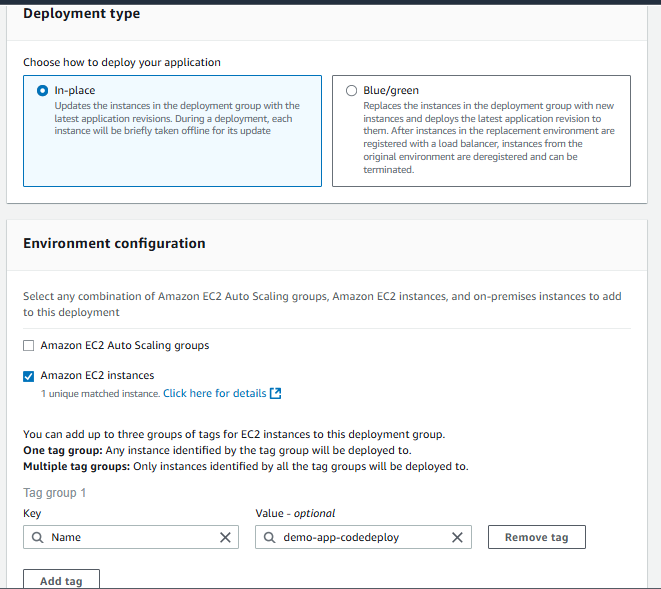 Deployment type
Choose how to deploy your application
In-place
Updates the instances in the deployment group with the
latest application revisions. During a deployment, each
instance will be briefly taken offline for its update
Blue/green
Replaces the instances in the deployment group with new
instances and deploys the latest application revision to
them. After instances in the replacement environment are
registered with a load balancer, instances from the
original environment are deregistered and can be
terminated.
Environment configuration
Select any combination of Amazon EC2 Auto Scaling groups, Amazon EC2 instances, and on-premises instances to add
to this deployment
Amazon EC2 Auto Scaling groups
Amazon EC2 instances
1 unique matched instance. Click here for details
You can add up to three groups of tags for EC2 instances to this deployment group.
One tag group: Any instance identified by the tag group will be deployed to.
Multiple tag groups: Only instances identified by all the tag groups will be deployed to.
Tag group 1
Key Value - optional
Name demo-app-codedeploy Remove tag
Add tag